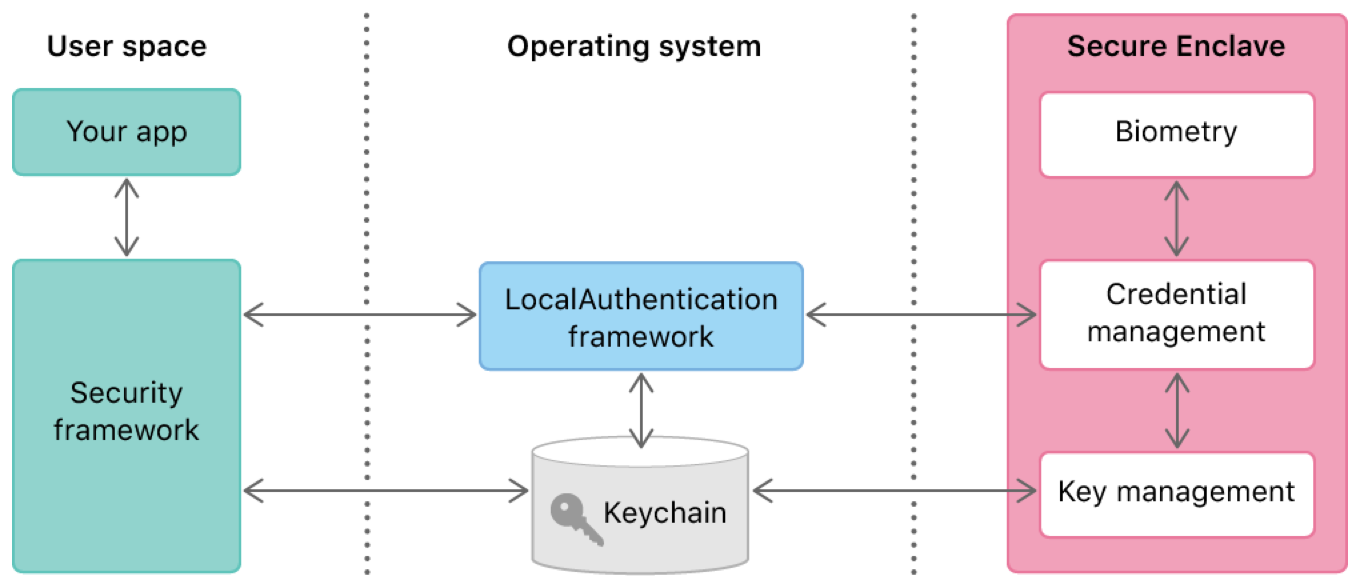 User space
Operating system
Secure Enclave
Your app
Biometry
LocalAuthentication
framework
Credential
management
Security
framework
Keychain
Key management